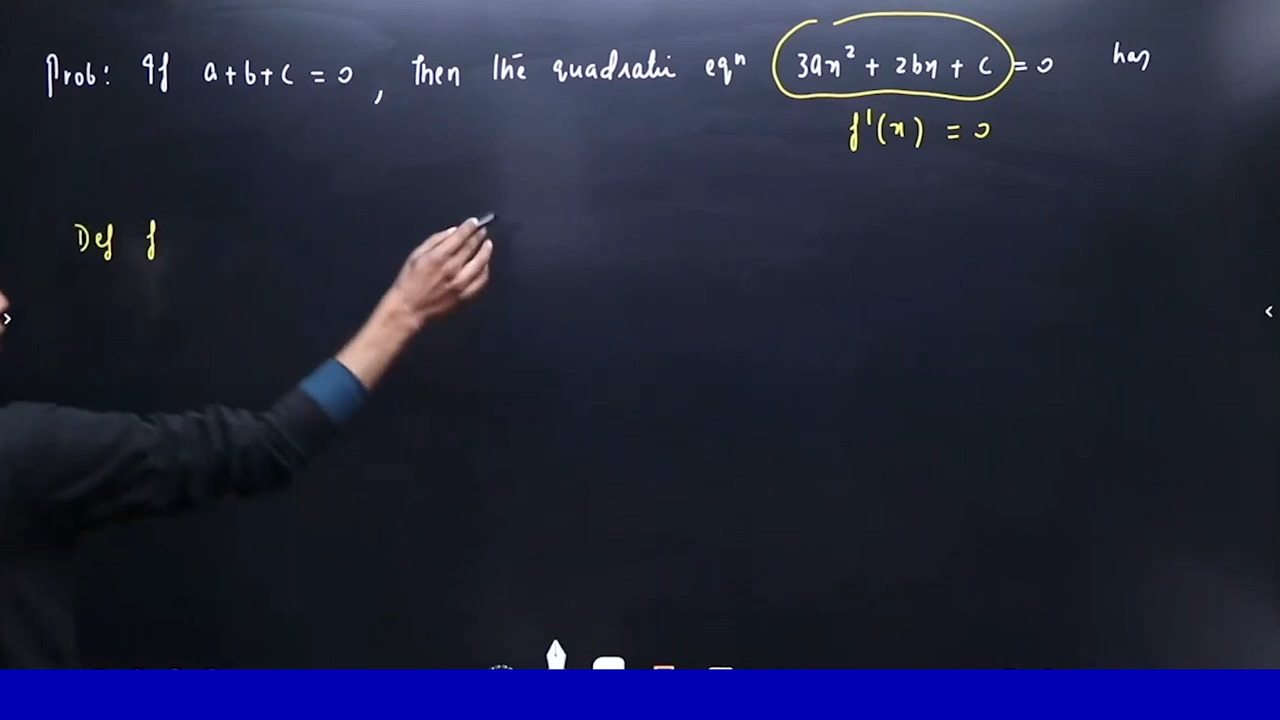 Prob: If a+b+c = 0, then the quadratic eqn 3ax² + 2bx + c = 0 has
f'(x) = 0
Def f